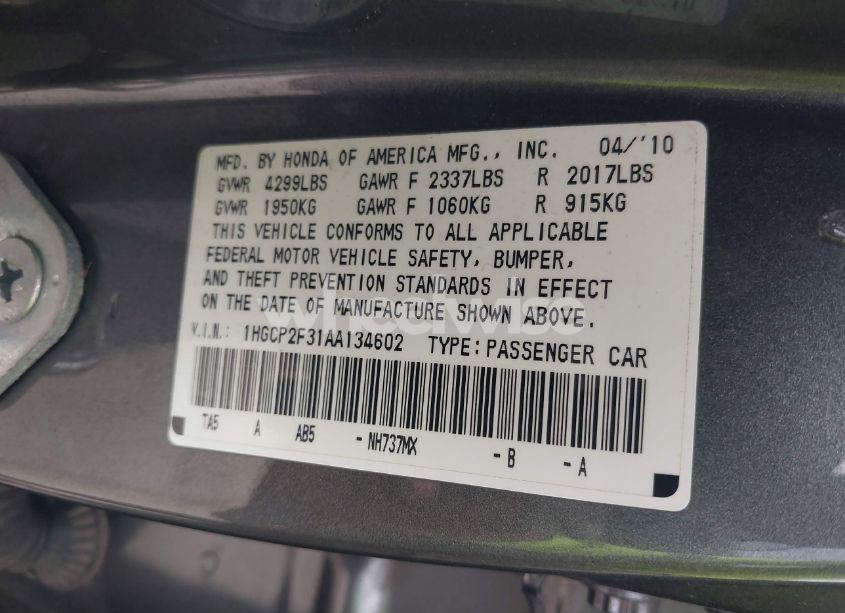 MFD. BY HONDA OF AMERICA MFG., INC. 04/'10
GVWR 4299LBS GAWR F 2337LBS R 2017LBS
GVWR 1950KG GAWR F 1060KG R 915KG
THIS VEHICLE CONFORMS TO ALL APPLICABLE
FEDERAL MOTOR VEHICLE SAFETY, BUMPER,
AND THEFT PREVENTION STANDARDS IN EFFECT
ON THE DATE OF MANUFACTURE SHOWN ABOVE.
V.I.N.: 1HGCP2F31AA134602 TYPE: PASSENGER CAR
TA5 A AB5 - NH737MX - B - A